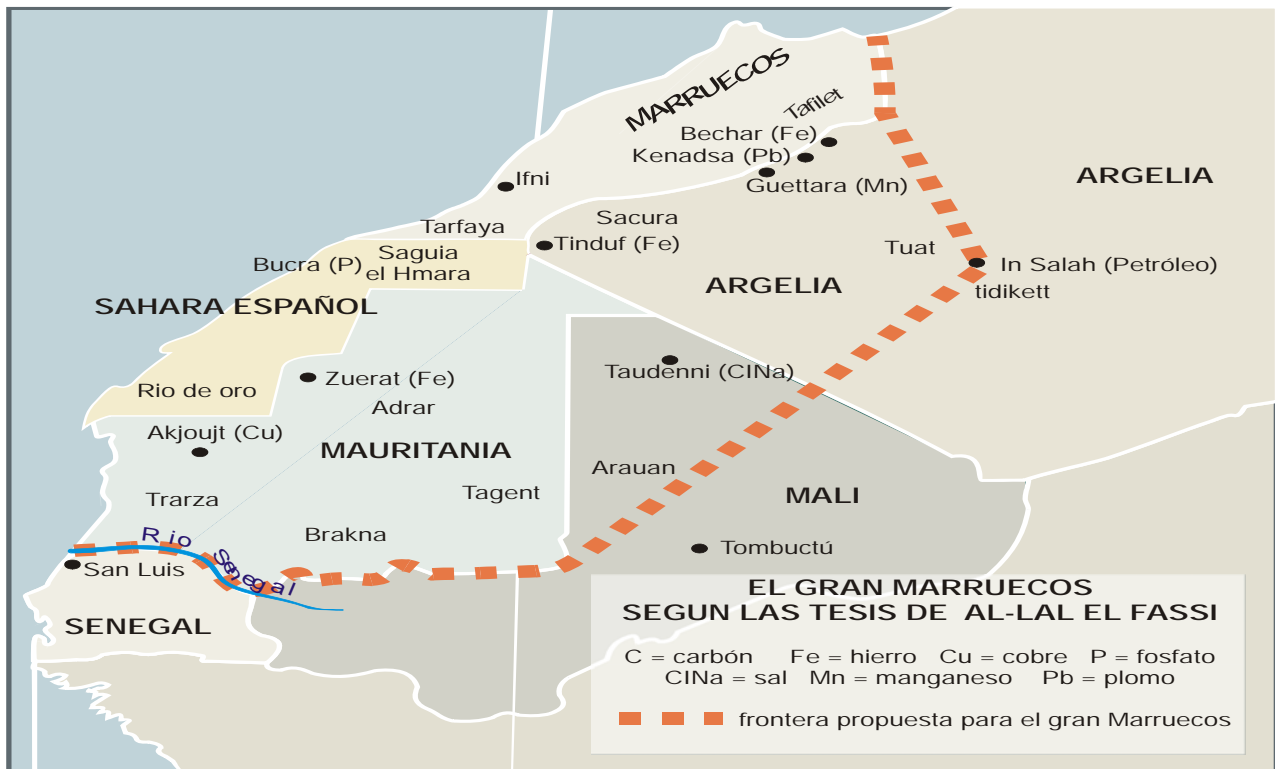 MARRUECOS
Tafilet
Bechar (Fe)
Kenadsa (Pb)
Guettara (Mn)
ARGELIA
Ifni
Tarfaya
Sacura
Tinduf (Fe)
Tuat
In Salah (Petróleo)
tidikett
Bucra (P)
Saguia
el Hmara
ARGELIA
SAHARA ESPAÑOL
Rio de oro
Zuerat (Fe)
Adrar
Taudenni (ClNa)
Akjoujt (Cu)
MAURITANIA
Arauan
MALI
Trarza
Tagent
Brakna
Rio Senegal
Tombuctú
San Luis
SENEGAL
EL GRAN MARRUECOS
SEGUN LAS TESIS DE AL-LAL EL FASSI
C = carbón Fe = hierro Cu = cobre P = fosfato
ClNa = sal Mn = manganeso Pb = plomo
frontera propuesta para el gran Marruecos